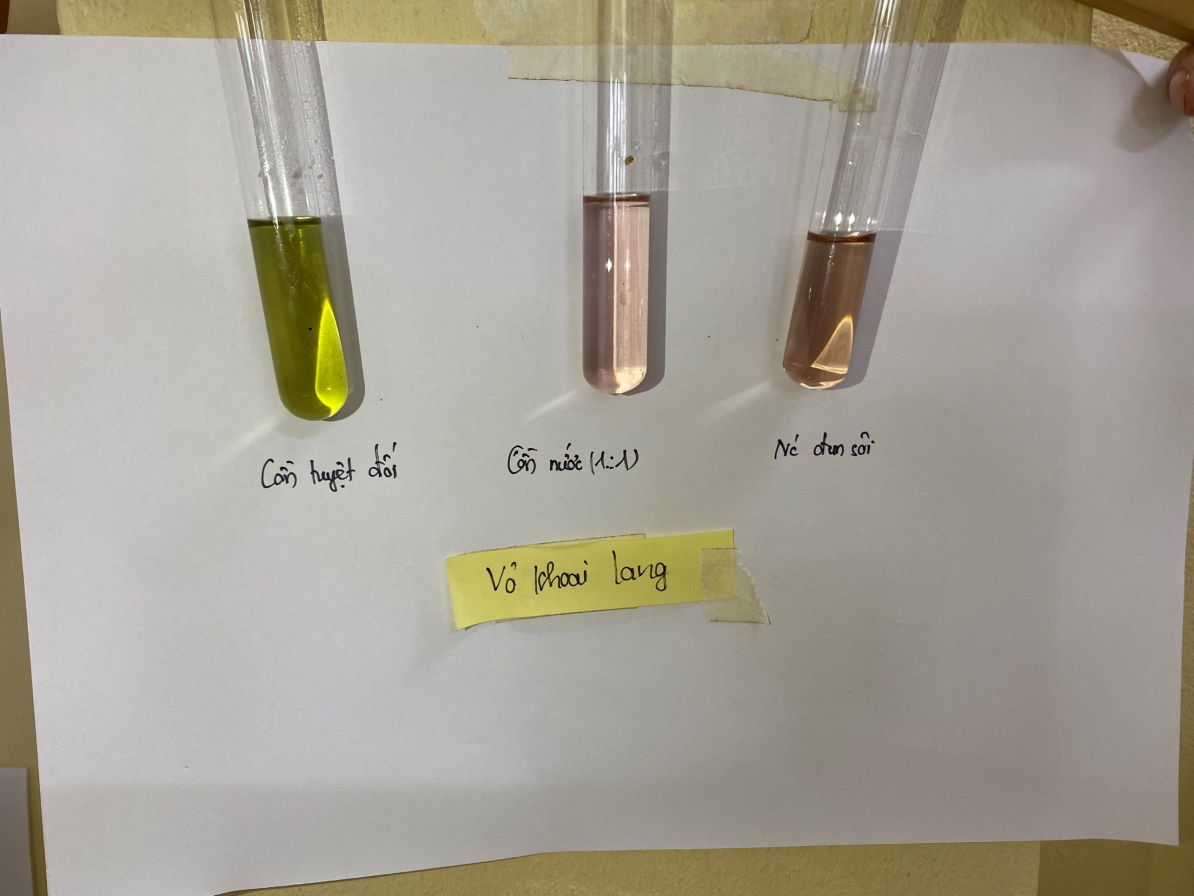 Cồn tuyệt đối
Cồn nước (1:1)
Nc đun sôi
Vỏ khoai lang